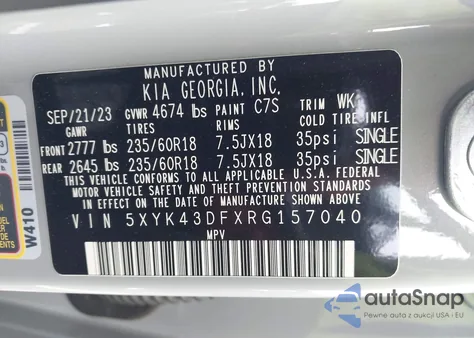 MANUFACTURED BY
KIA GEORGIA, INC.
SEP/21/23 GVWR 4674 lbs PAINT C7S TRIM WK
GAWR TIRES RIMS COLD TIRE INFL
FRONT 2777 lbs 235/60R18 7.5JX18 35psi SINGLE
REAR 2645 lbs 235/60R18 7.5JX18 35psi SINGLE
THIS VEHICLE CONFORMS TO ALL APPLICABLE U.S.A. FEDERAL
MOTOR VEHICLE SAFETY, BUMPER, AND THEFT PREVENTION STANDARDS
IN EFFECT ON THE DATE OF MANUFACTURE SHOWN ABOVE.
VIN 5XYK43DFXRG157040
MPV
W410
autoSnap
Pewne auta z aukcji USA i EU